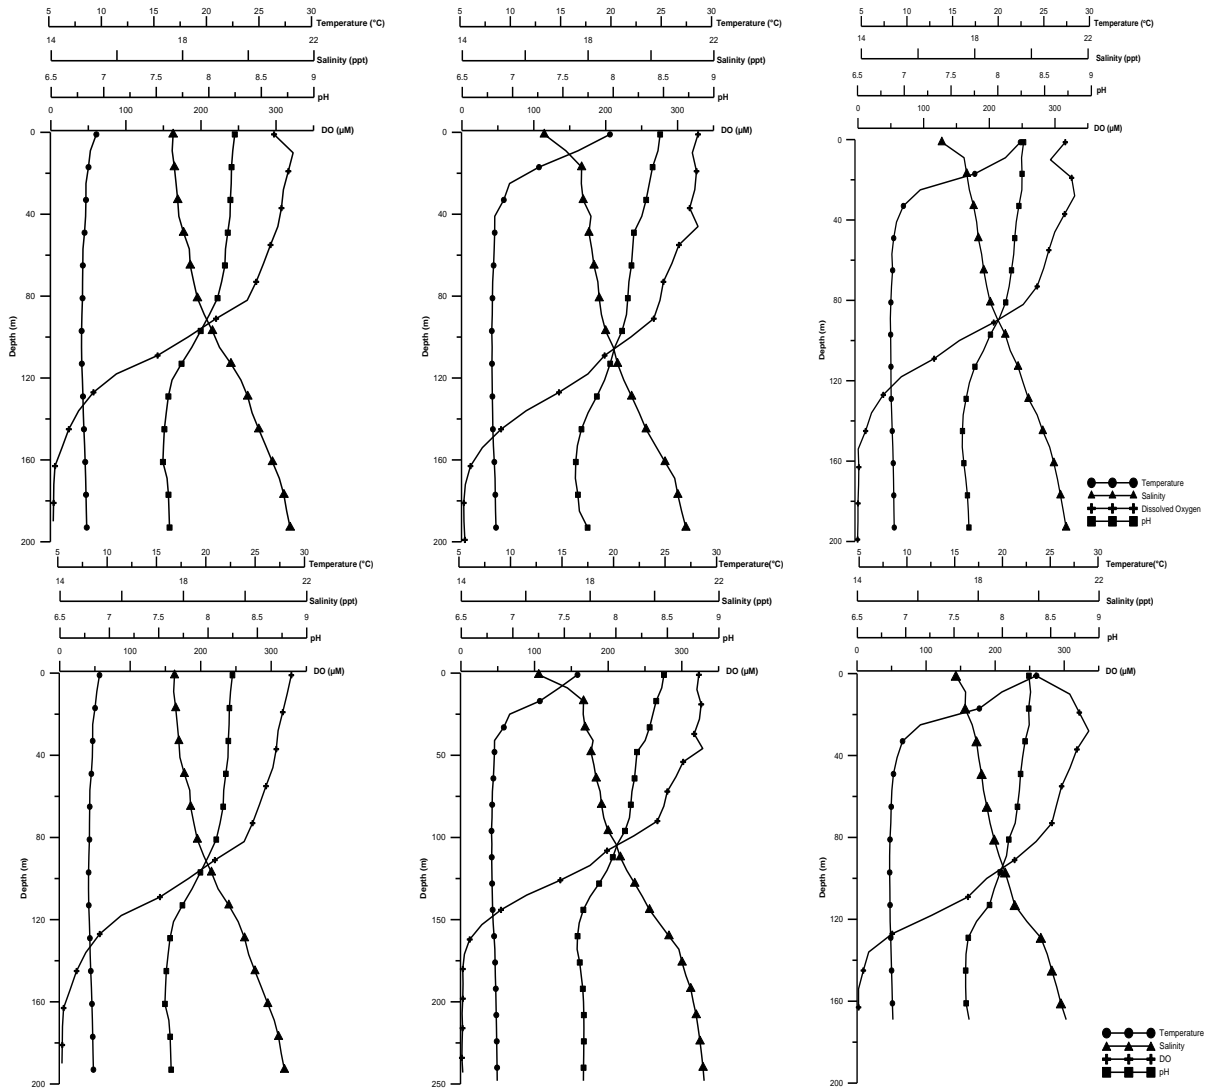 5 10 15 20 25 30
Temperature (°C)
14 18 22
Salinity (ppt)
6.5 7 7.5 8 8.5 9
pH
0 100 200 300
DO (µM)
0
40
80
120
160
200
Depth (m)
5 10 15 20 25 30
Temperature (°C)
14 18 22
Salinity (ppt)
6.5 7 7.5 8 8.5 9
pH
0 100 200 300
DO (µM)
0
40
80
120
160
200
Depth (m)
5 10 15 20 25 30
Temperature (°C)
14 18 22
Salinity (ppt)
6.5 7 7.5 8 8.5 9
pH
0 100 200 300
DO (µM)
0
40
80
120
160
200
Depth (m)
Temperature
Salinity
Dissolved Oxygen
pH
5 10 15 20 25 30
Temperature(°C)
14 18 22
Salinity (ppt)
6.5 7 7.5 8 8.5 9
pH
0 100 200 300
DO (µM)
0
40
80
120
160
200
Depth (m)
5 10 15 20 25 30
Temperature(°C)
14 18 22
Salinity (ppt)
6.5 7 7.5 8 8.5 9
pH
0 100 200 300
DO (µM)
0
50
100
150
200
250
Depth (m)
5 10 15 20 25 30
Temperature(°C)
14 18 22
Salinity (ppt)
6.5 7 7.5 8 8.5 9
pH
0 100 200 300
DO (µM)
0
40
80
120
160
200
Depth (m)
Temperature
Salinity
DO
pH